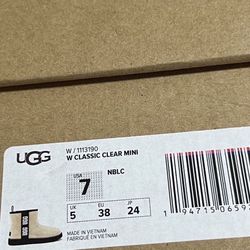 UGG
W / 1113190
W CLASSIC CLEAR MINI
USA 7 NBLC
UK 5 EU 38 JP 24
MADE IN VIETNAM
FABRIQUÉ EN VIETNAM
1 94715 0659